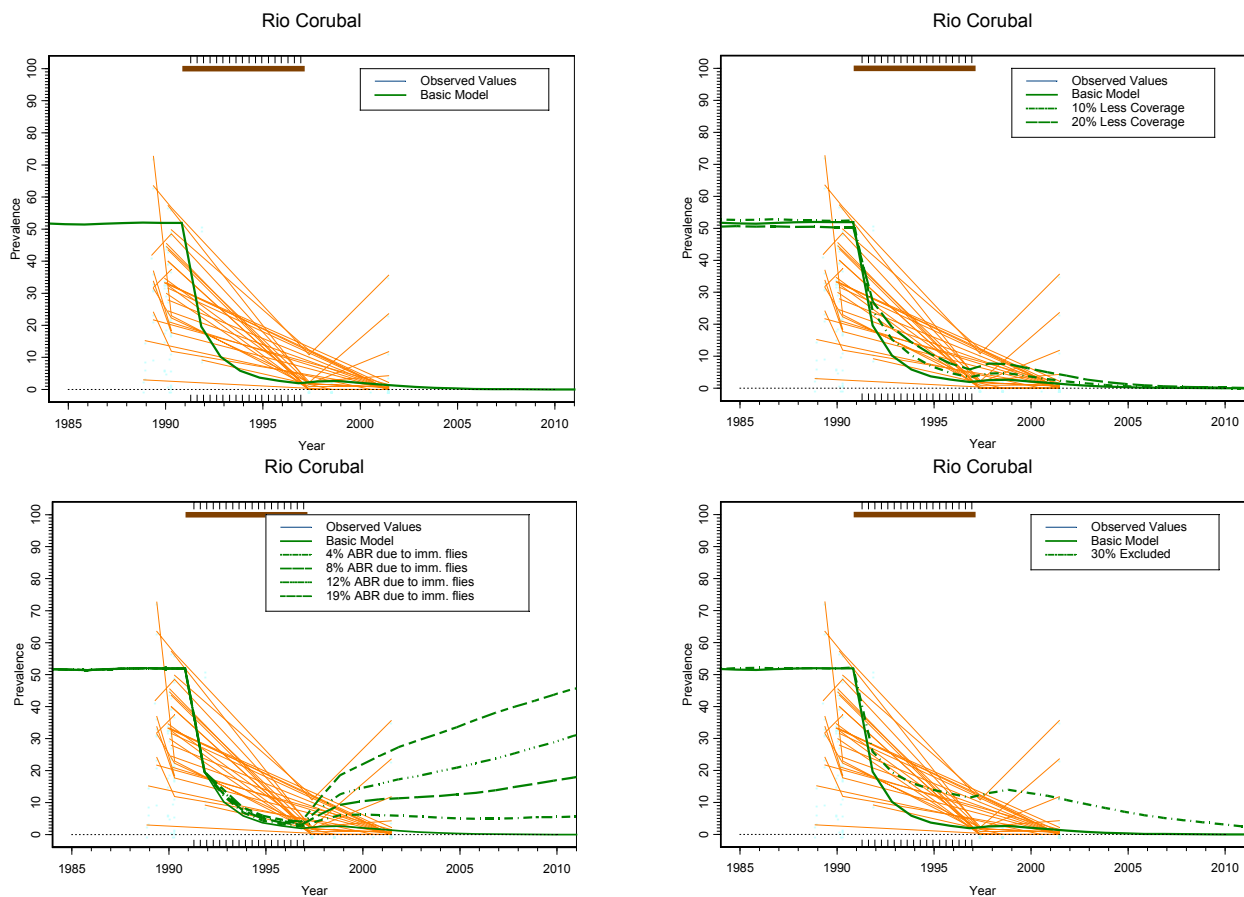 Rio Corubal
Prevalence
0 10 20 30 40 50 60 70 80 90 100
Observed Values
Basic Model
1985 1990 1995 2000 2005 2010
Year
Rio Corubal
Prevalence
0 10 20 30 40 50 60 70 80 90 100
Observed Values
Basic Model
10% Less Coverage
20% Less Coverage
1985 1990 1995 2000 2005 2010
Year
Rio Corubal
Prevalence
0 10 20 30 40 50 60 70 80 90 100
Observed Values
Basic Model
4% ABR due to imm. flies
8% ABR due to imm. flies
12% ABR due to imm. flies
19% ABR due to imm. flies
1985 1990 1995 2000 2005 2010
Year
Rio Corubal
Prevalence
0 10 20 30 40 50 60 70 80 90 100
Observed Values
Basic Model
30% Excluded
1985 1990 1995 2000 2005 2010
Year